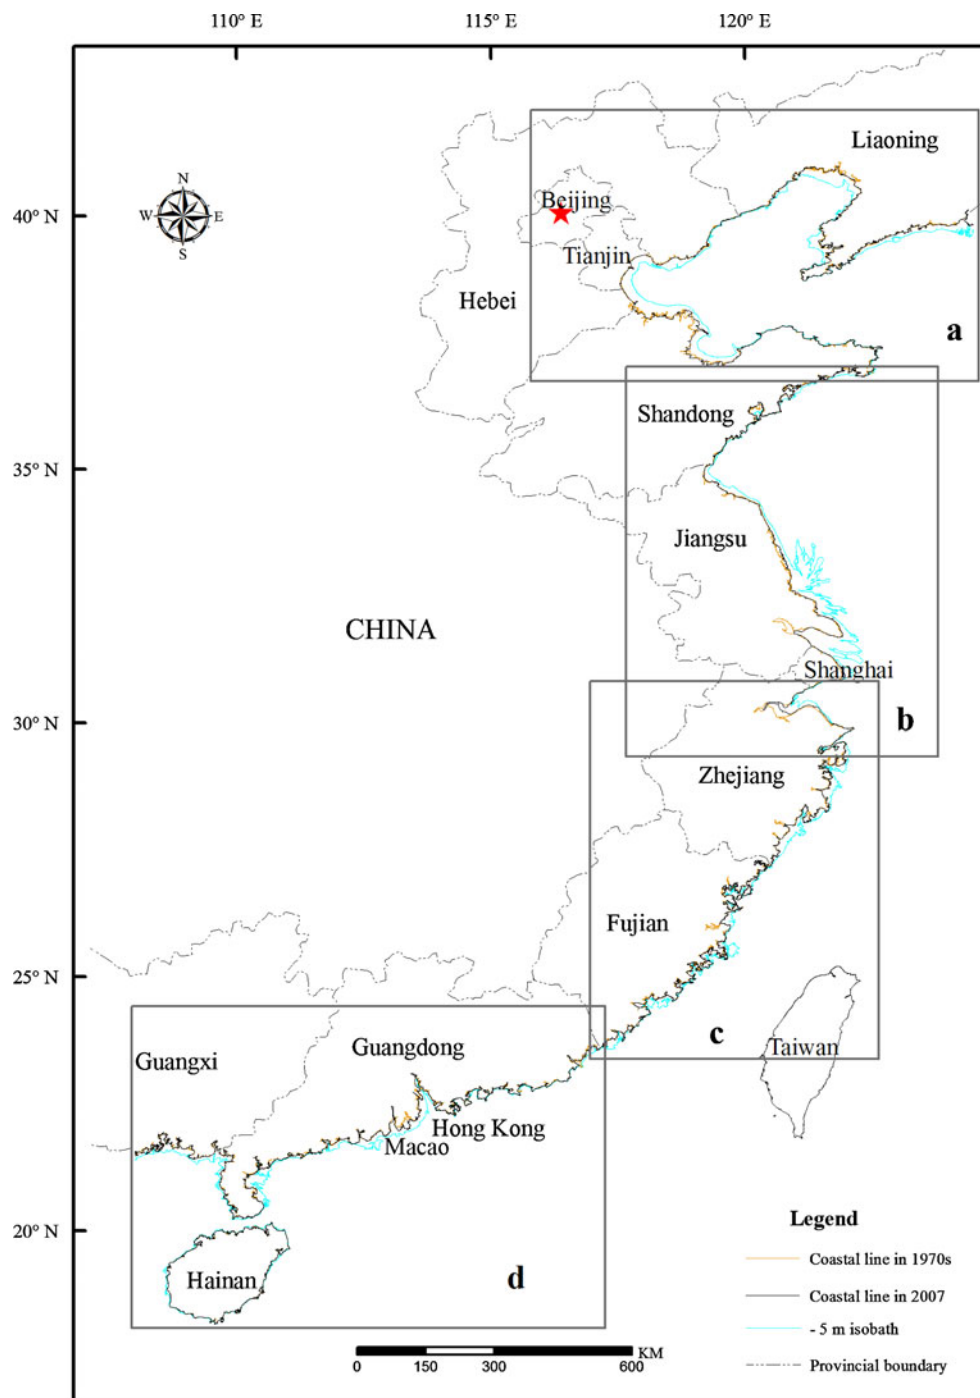 110° E 115° E 120° E
Liaoning
N
W E
S
40° N
Beijing
Tianjin
Hebei
a
Shandong
35° N
Jiangsu
CHINA
Shanghai
b
30° N
Zhejiang
Fujian
25° N
c
Taiwan
Guangdong
Guangxi
Hong Kong
Macao
20° N
Hainan
d
Legend
Coastal line in 1970s
Coastal line in 2007
- 5 m isobath
Provincial boundary
KM
0 150 300 600